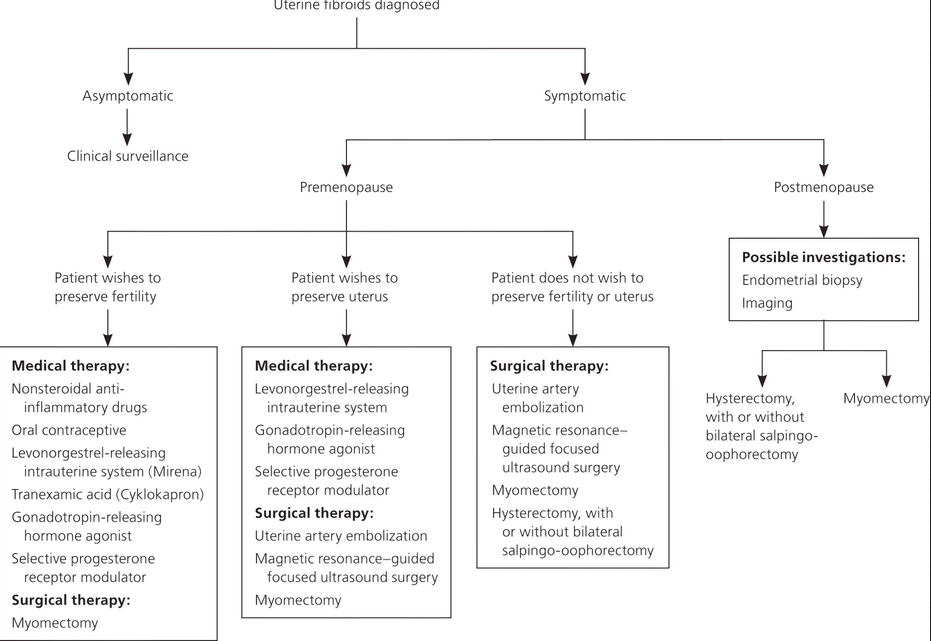 Uterine fibroids diagnosed
Asymptomatic
Symptomatic
Clinical surveillance
Premenopause
Postmenopause
Patient wishes to
preserve fertility
Patient wishes to
preserve uterus
Patient does not wish to
preserve fertility or uterus
Possible investigations:
Endometrial biopsy
Imaging
Medical therapy:
Nonsteroidal anti-
inflammatory drugs
Oral contraceptive
Levonorgestrel-releasing
intrauterine system (Mirena)
Tranexamic acid (Cyklokapron)
Gonadotropin-releasing
hormone agonist
Selective progesterone
receptor modulator
Surgical therapy:
Myomectomy
Medical therapy:
Levonorgestrel-releasing
intrauterine system
Gonadotropin-releasing
hormone agonist
Selective progesterone
receptor modulator
Surgical therapy:
Uterine artery embolization
Magnetic resonance–guided
focused ultrasound surgery
Myomectomy
Surgical therapy:
Uterine artery
embolization
Magnetic resonance–
guided focused
ultrasound surgery
Myomectomy
Hysterectomy, with
or without bilateral
salpingo-oophorectomy
Hysterectomy,
with or without
bilateral salpingo-
oophorectomy
Myomectomy